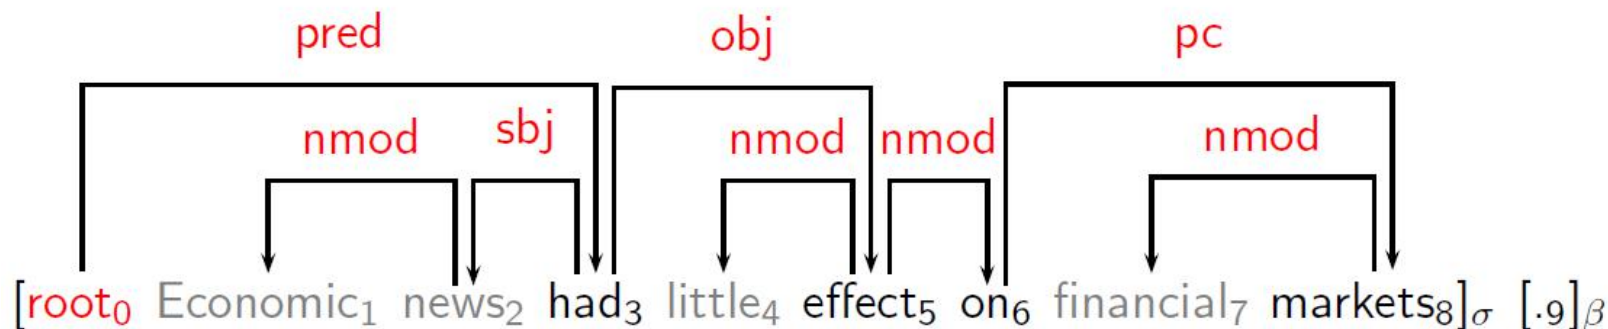 pred obj pc
nmod sbj nmod nmod nmod
[root₀ Economic₁ news₂ had₃ little₄ effect₅ on₆ financial₇ markets₈]σ [.₉]β